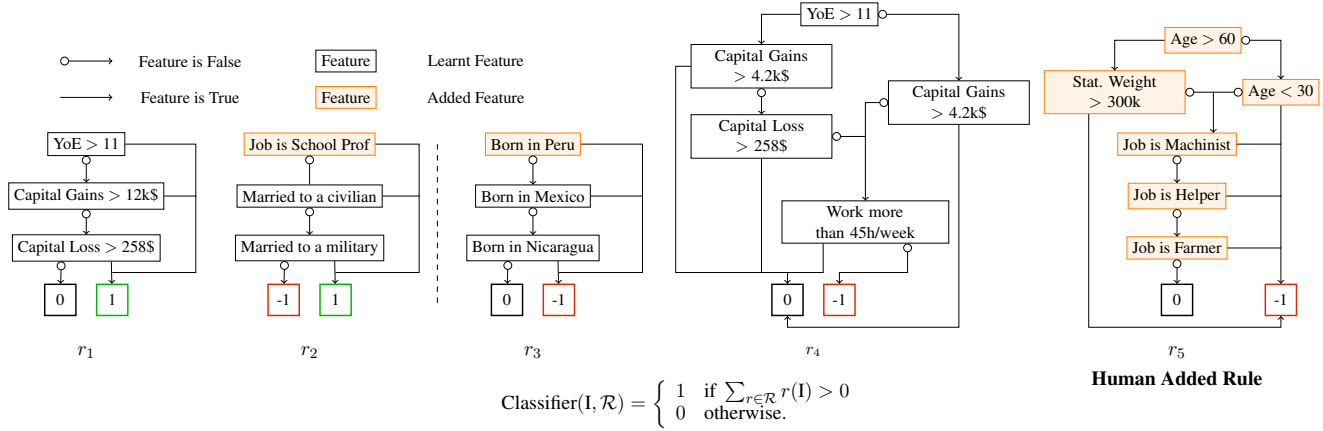 Feature is False
Feature
Learnt Feature
Feature is True
Feature
Added Feature
YoE > 11
Capital Gains > 12k$
Capital Loss > 258$
0
1
r₁
Job is School Prof
Married to a civilian
Married to a military
-1
1
r₂
Born in Peru
Born in Mexico
Born in Nicaragua
0
-1
r₃
YoE > 11
Capital Gains
> 4.2k$
Capital Gains
> 4.2k$
Capital Loss
> 258$
Work more
than 45h/week
0
-1
r₄
Age > 60
Stat. Weight
> 300k
Age < 30
Job is Machinist
Job is Helper
Job is Farmer
0
-1
r₅
Human Added Rule
Classifier(I, ℛ) = { 1 if ∑_{r∈ℛ} r(I) > 0
0 otherwise.